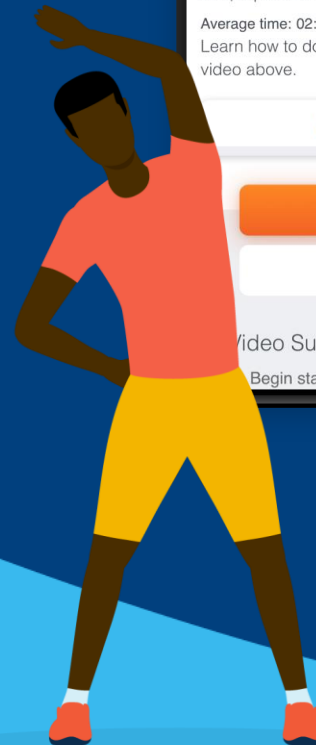 Average time: 02:
Learn how to do
video above.
Video Su
Begin sta